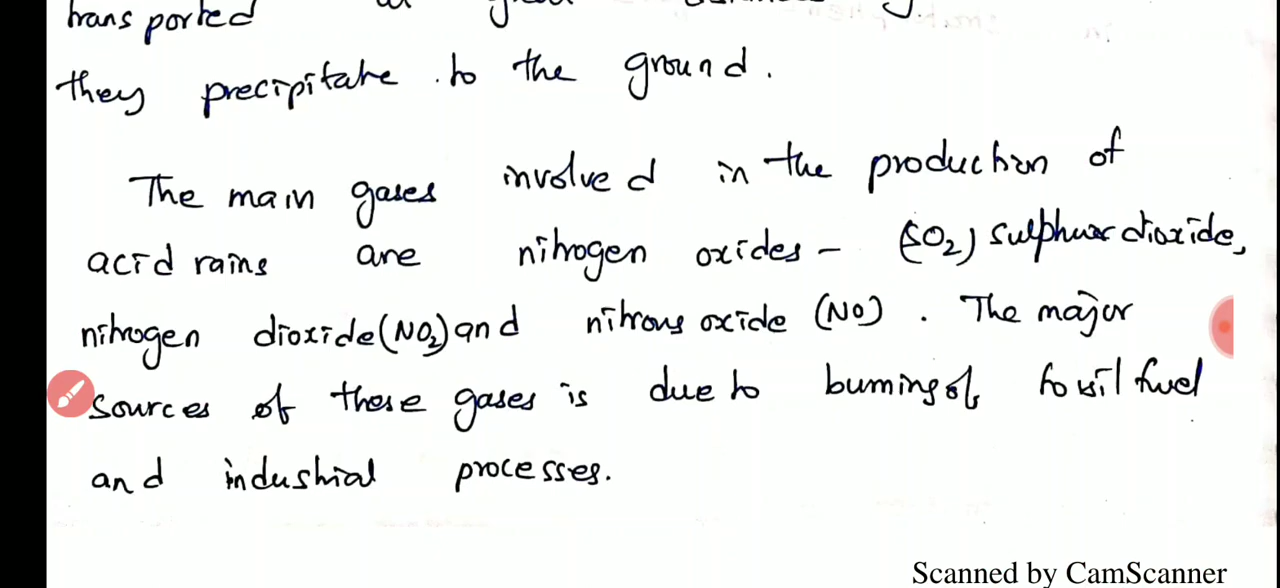 transported
they precipitate to the ground.
The main gases involved in the production of
acid rains are nitrogen oxides - (SO2) sulphur dioxide,
nitrogen dioxide (NO2) and nitrous oxide (NO). The major
sources of these gases is due to burning of fossil fuel
and industrial processes.
Scanned by CamScanner